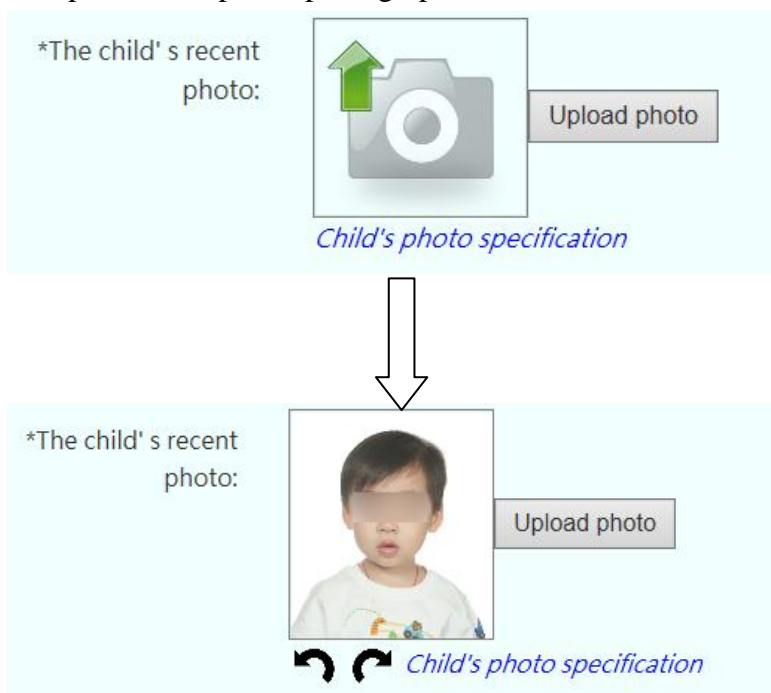 *The child' s recent
photo:
Upload photo
Child's photo specification
*The child' s recent
photo:
Upload photo
Child's photo specification